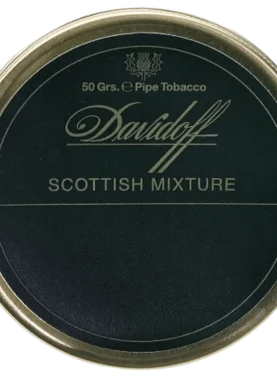 50 Grs. ℮ Pipe Tobacco
Davidoff
SCOTTISH MIXTURE